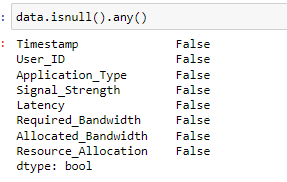 : data.isnull().any()
: Timestamp False
User_ID False
Application_Type False
Signal_Strength False
Latency False
Required_Bandwidth False
Allocated_Bandwidth False
Resource_Allocation False
dtype: bool